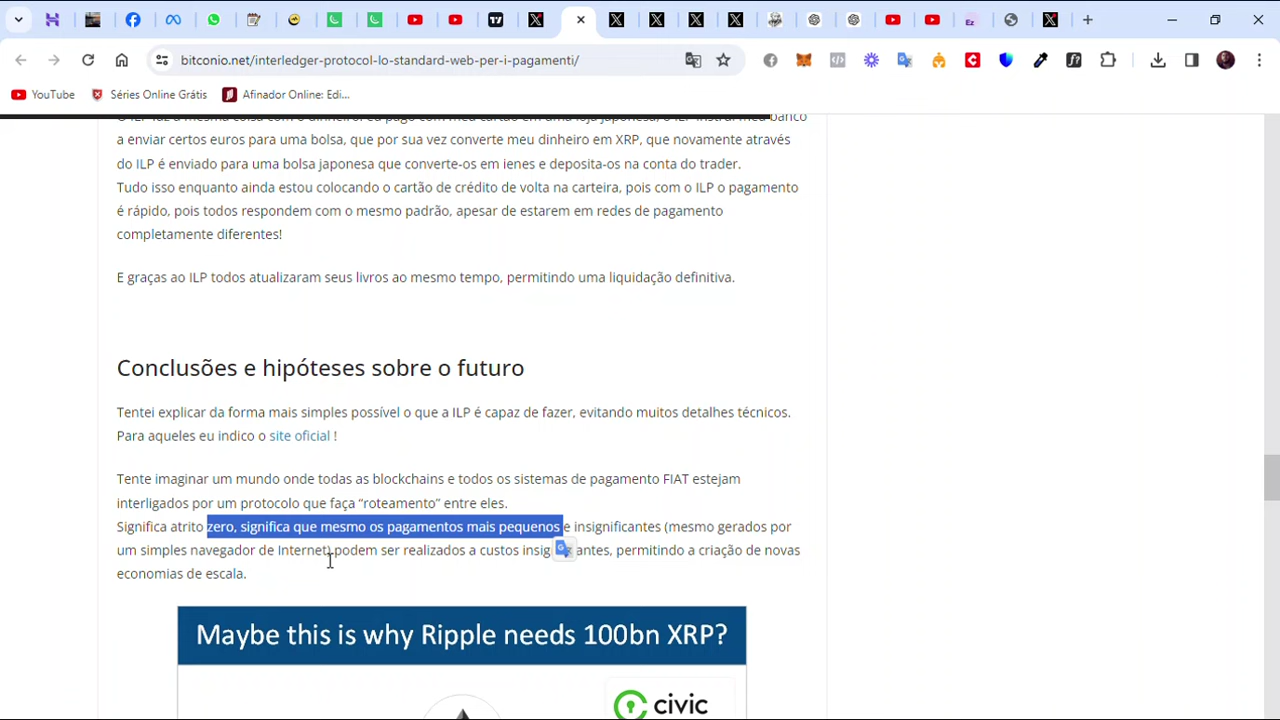 bitconio.net/interledger-protocol-lo-standard-web-per-i-pagamenti/
YouTube
Séries Online Grátis
Afinador Online: Edi...
a enviar certos euros para uma bolsa, que por sua vez converte meu dinheiro em XRP, que novamente através
do ILP é enviado para uma bolsa japonesa que converte-os em ienes e deposita-os na conta do trader.
Tudo isso enquanto ainda estou colocando o cartão de crédito de volta na carteira, pois com o ILP o pagamento
é rápido, pois todos respondem com o mesmo padrão, apesar de estarem em redes de pagamento
completamente diferentes!
E graças ao ILP todos atualizaram seus livros ao mesmo tempo, permitindo uma liquidação definitiva.
Conclusões e hipóteses sobre o futuro
Tentei explicar da forma mais simples possível o que a ILP é capaz de fazer, evitando muitos detalhes técnicos.
Para aqueles eu indico o site oficial !
Tente imaginar um mundo onde todas as blockchains e todos os sistemas de pagamento FIAT estejam
interligados por um protocolo que faça “roteamento” entre eles.
Significa atrito zero, significa que mesmo os pagamentos mais pequenos e insignificantes (mesmo gerados por
um simples navegador de Internet) podem ser realizados a custos insignificantes, permitindo a criação de novas
economias de escala.
Maybe this is why Ripple needs 100bn XRP?
civic